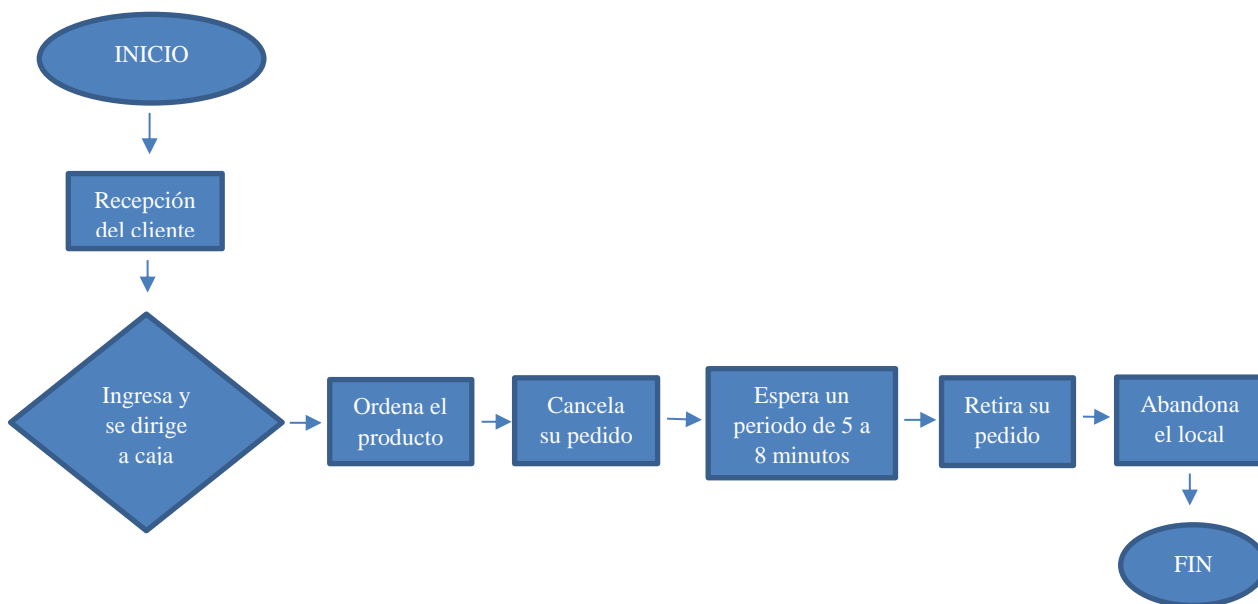 INICIO
Recepción
del cliente
Ingresa y
se dirige
a caja
Ordena el
producto
Cancela
su pedido
Espera un
periodo de 5 a
8 minutos
Retira su
pedido
Abandona
el local
FIN